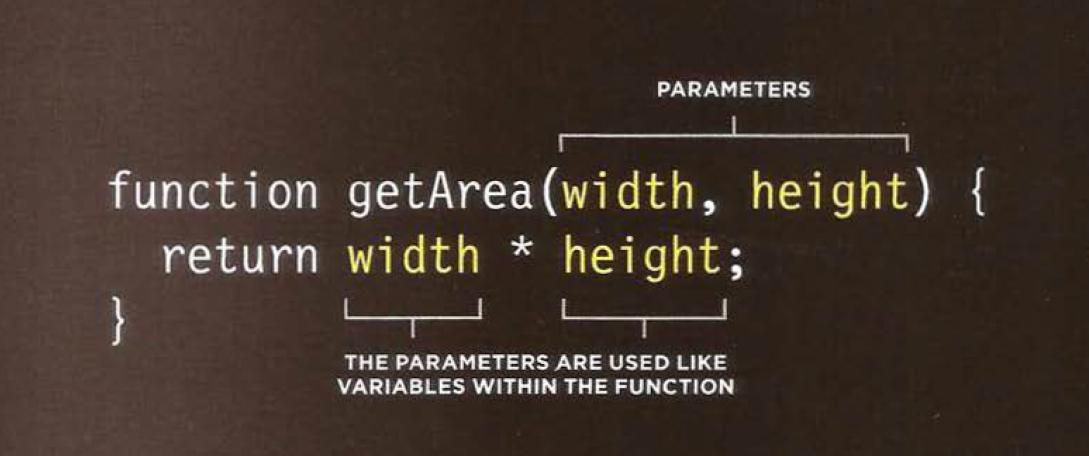 PARAMETERS
function getArea(width, height) {
return width * height;
}
THE PARAMETERS ARE USED LIKE
VARIABLES WITHIN THE FUNCTION